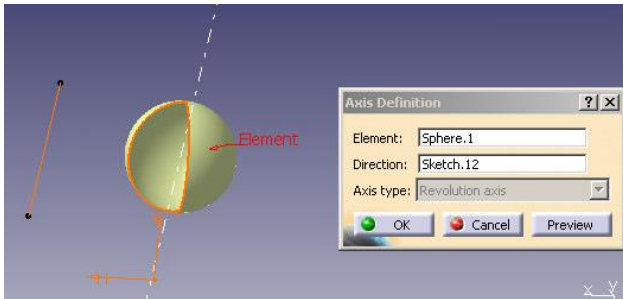 Element
Axis Definition
Element: Sphere.1
Direction: Sketch.12
Axis type: Revolution axis
OK Cancel Preview
x y